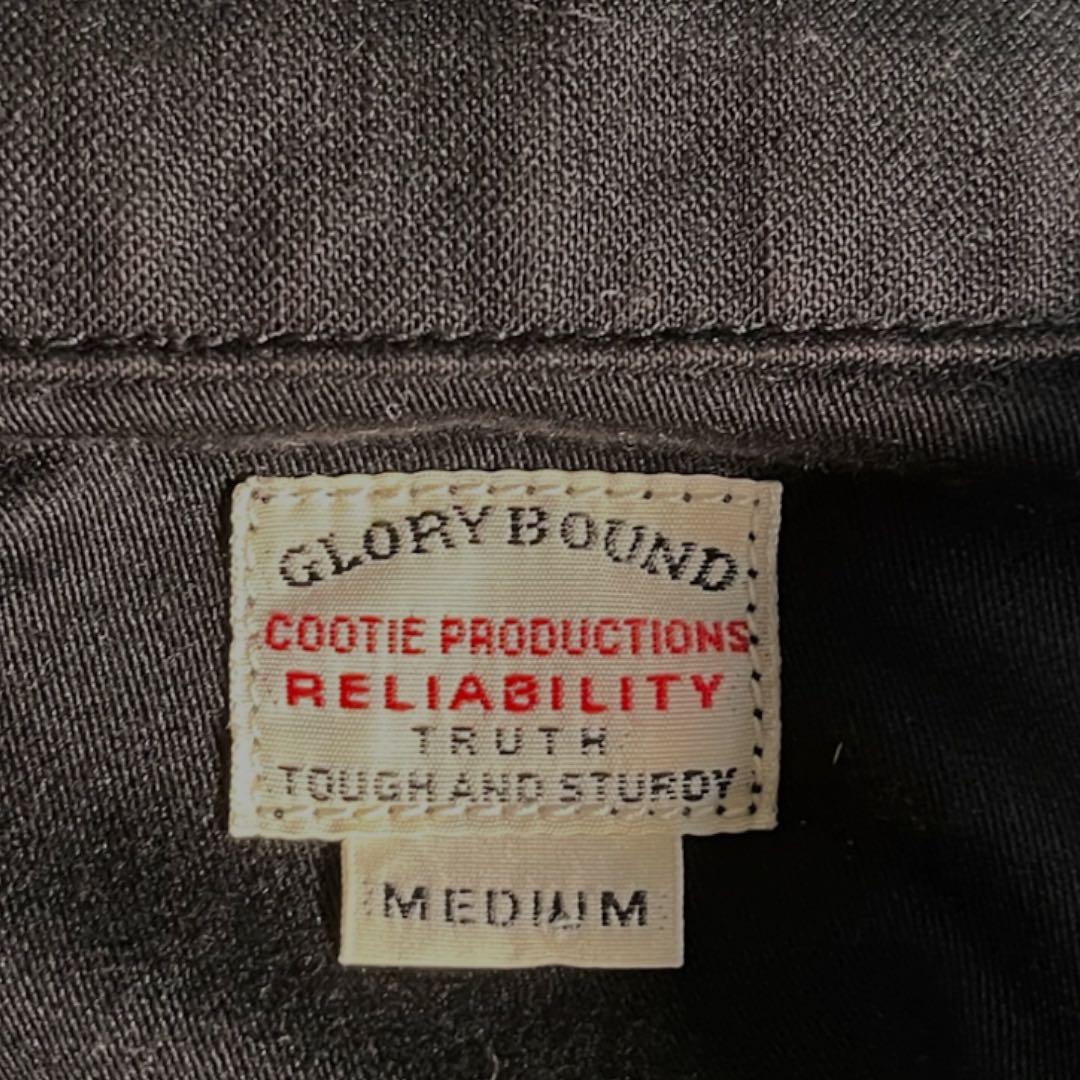 GLORY BOUND
COOTIE PRODUCTIONS
RELIABILITY
TRUTH
TOUGH AND STURDY
MEDIUM